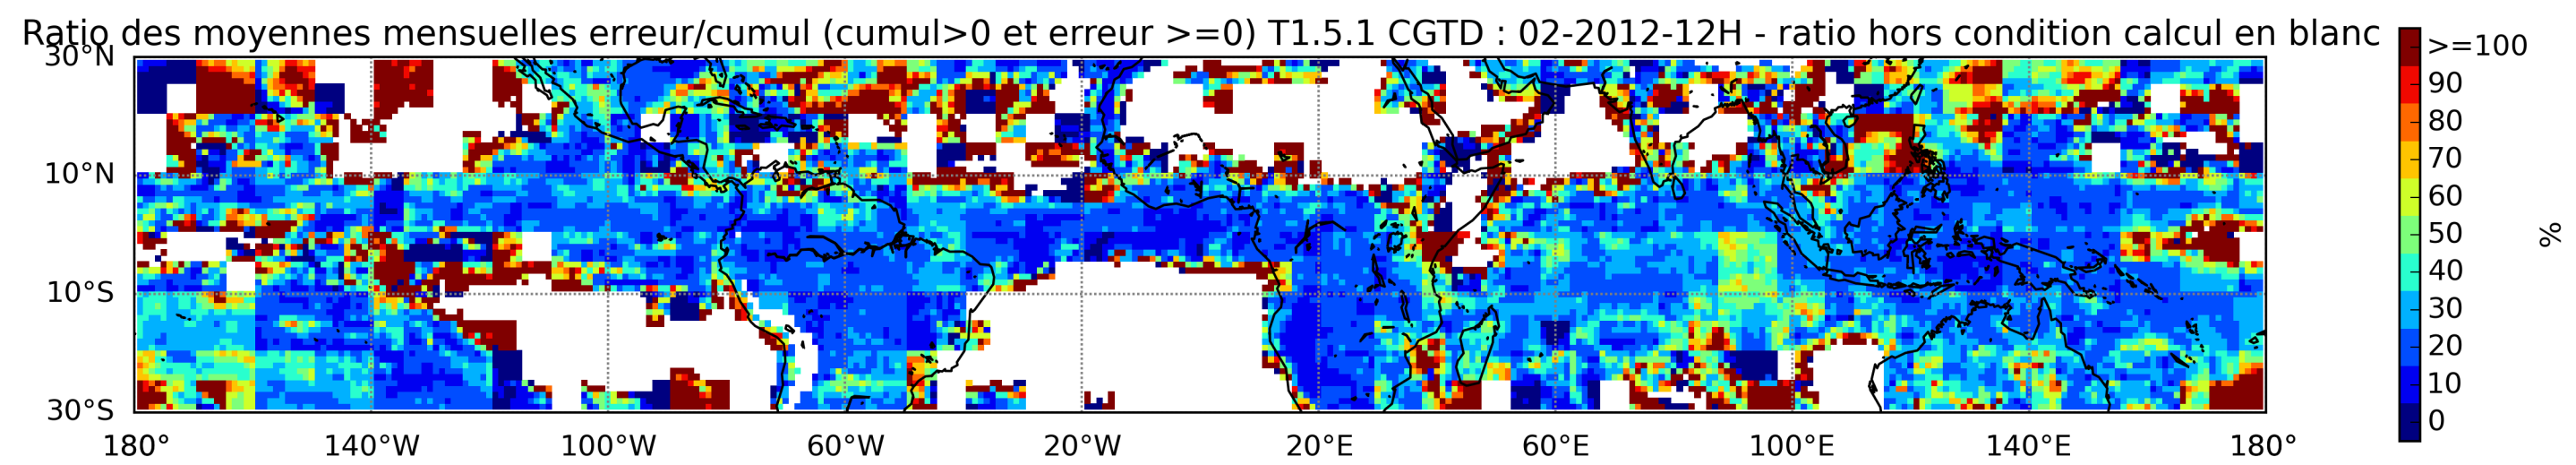 Ratio des moyennes mensuelles erreur/cumul (cumul>0 et erreur >=0) T1.5.1 CGTD : 02-2012-12H - ratio hors condition calcul en blanc
30°N
10°N
10°S
30°S
180° 140°W 100°W 60°W 20°W 20°E 60°E 100°E 140°E 180°
>=100
90
80
70
60
50
40
30
20
10
0
%